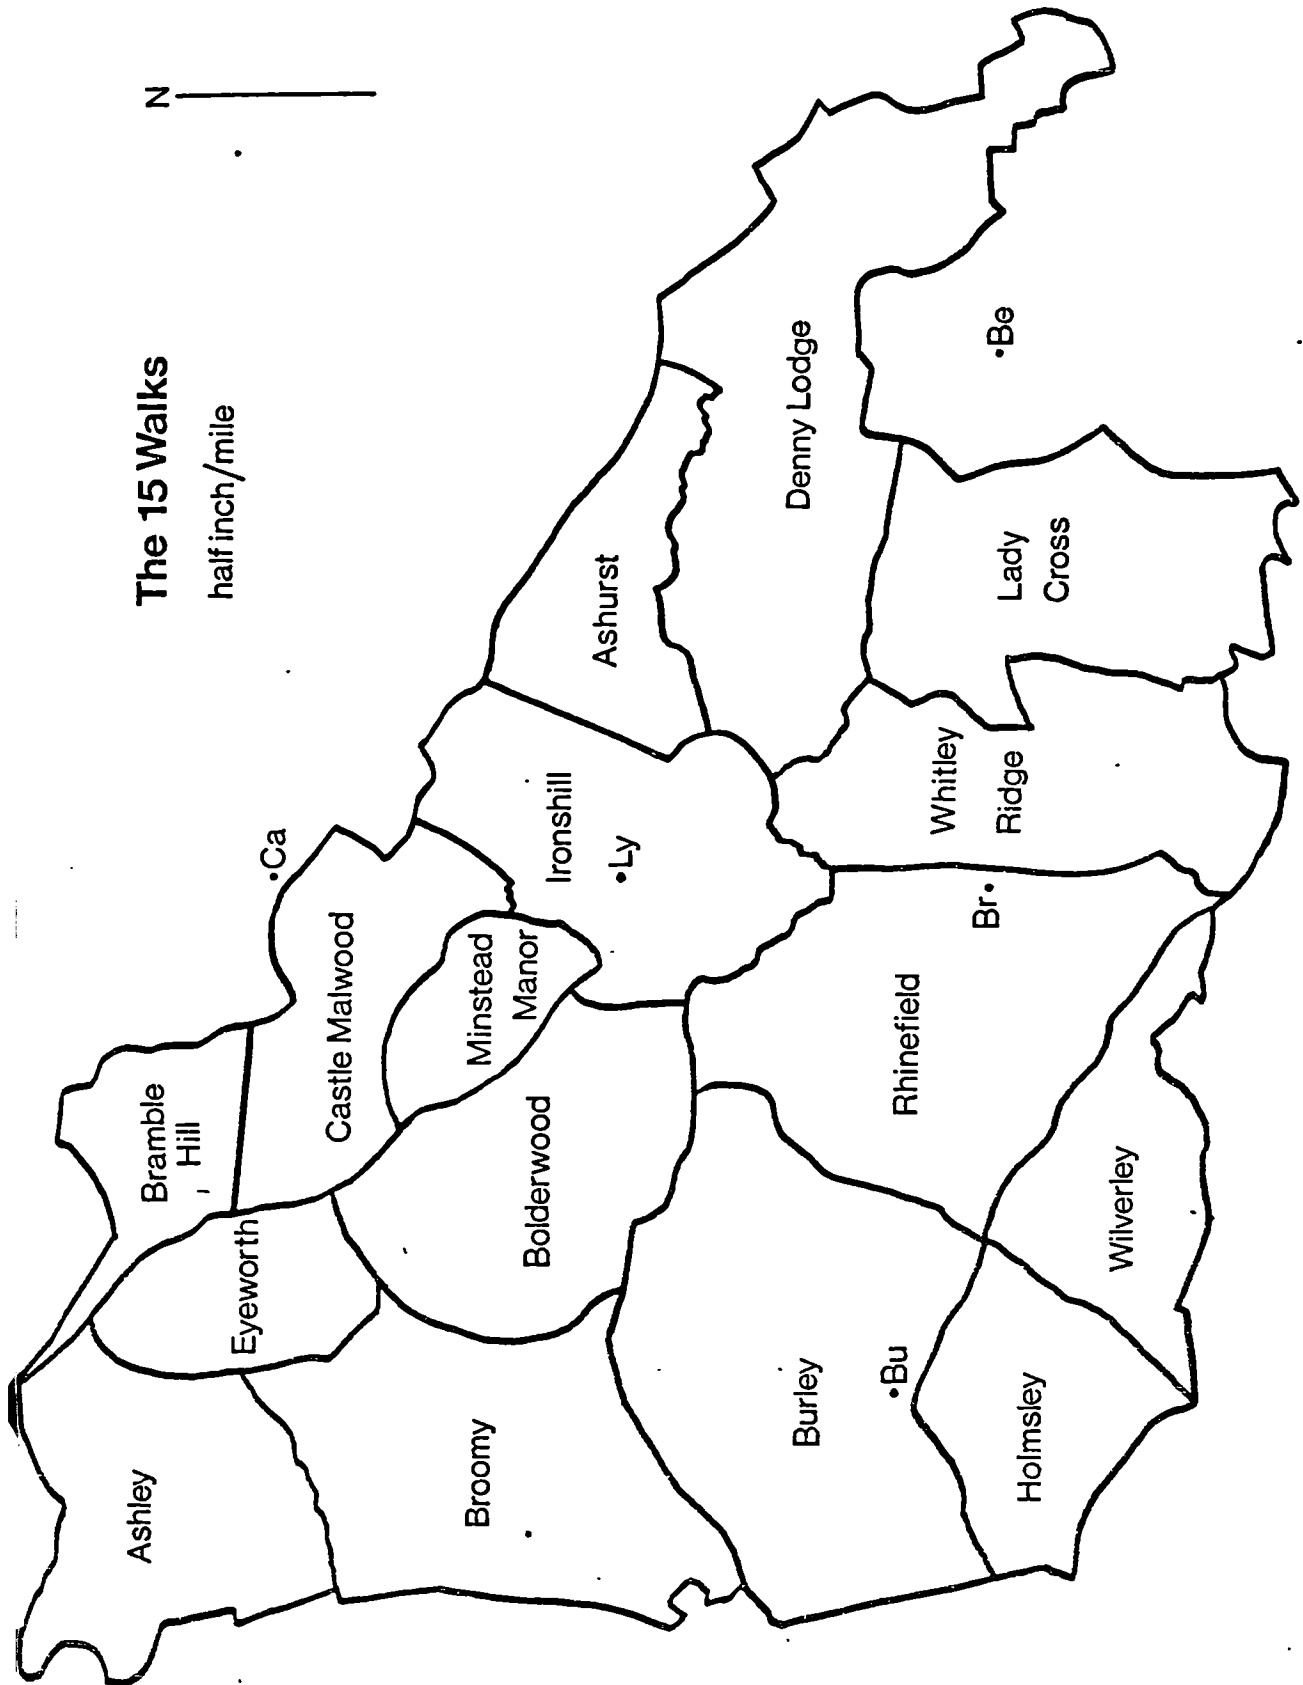 The 15 Walks
half inch/mile
N
Ashley
Bramble
Hill
Eyeworth
•Ca
Castle Malwood
Broomy
Minstead
Manor
Bolderwood
Ironshill
•Ly
Ashurst
Denny Lodge
Burley
•Bu
Rhinefield
Whitley
Ridge
Br•
•Be
Lady
Cross
Holmsley
Wilverley